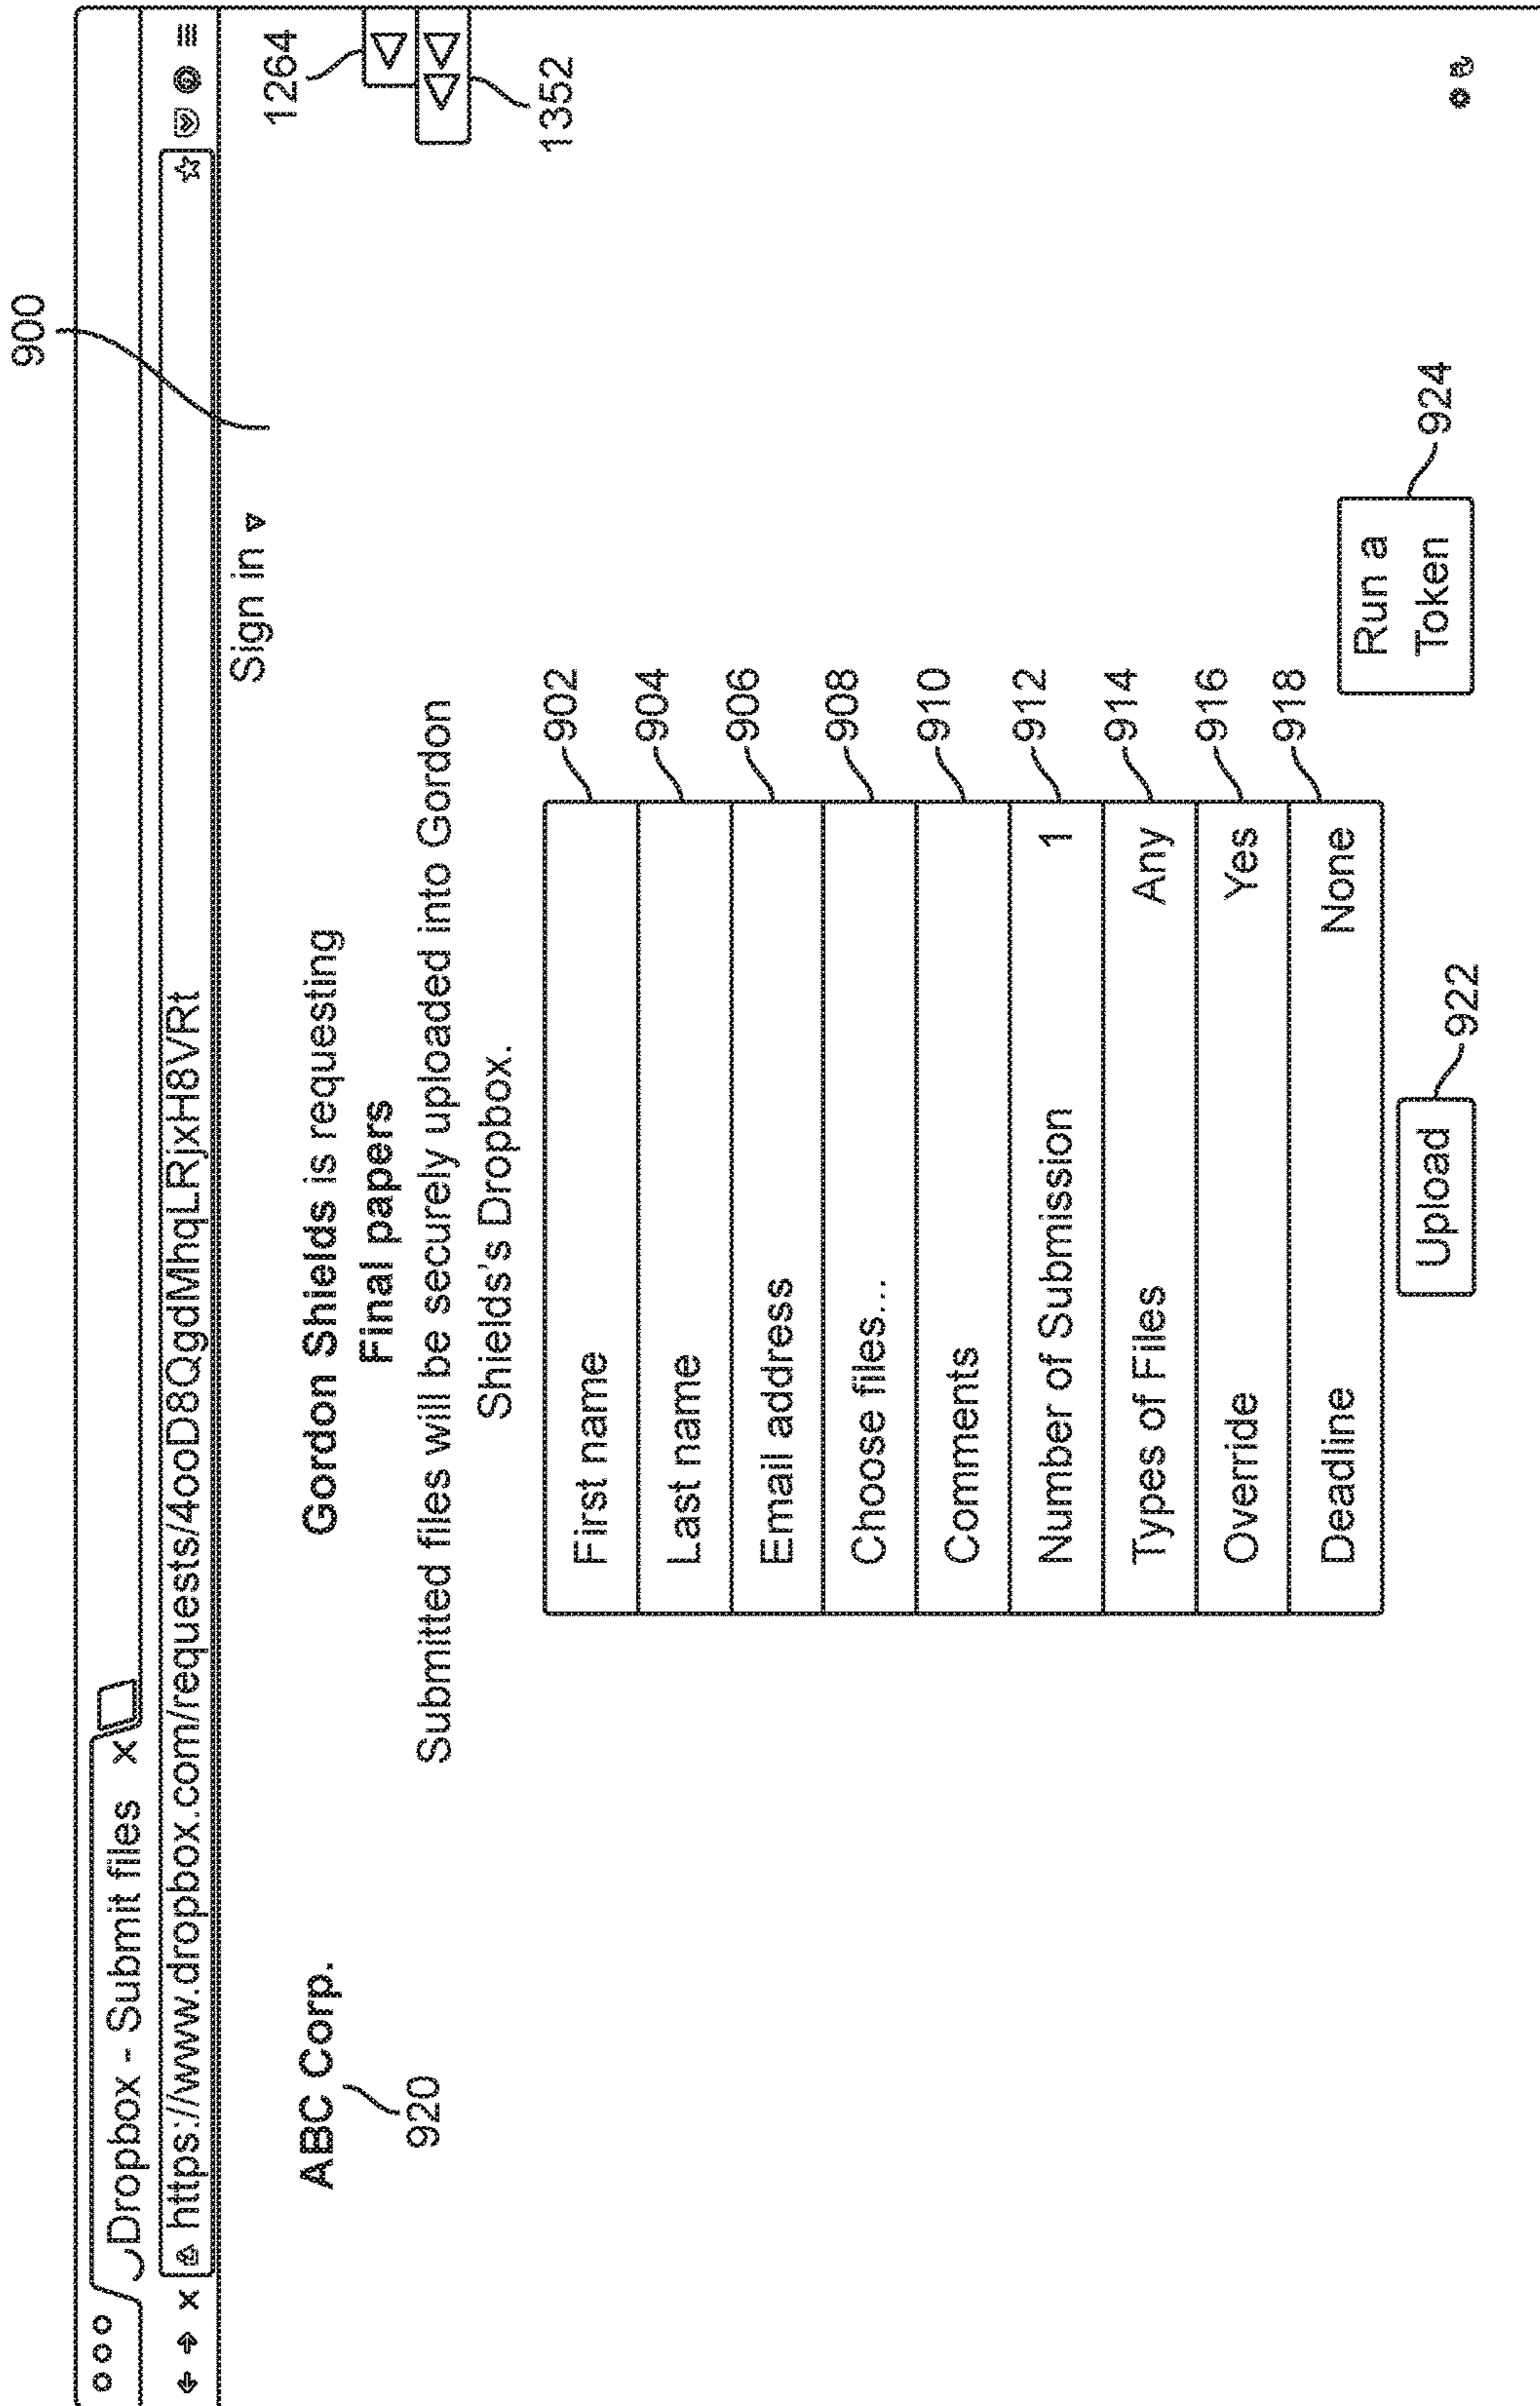 900
Dropbox - Submit files x
https://www.dropbox.com/requests/4ooD8QgdMhqLRjxH8VRt
Sign in
1264
ABC Corp.
920
Gordon Shields is requesting
Final papers
Submitted files will be securely uploaded into Gordon
Shields's Dropbox.
1352
First name 902
Last name 904
Email address 906
Choose files... 908
Comments 910
Number of Submission 1 912
Types of Files Any 914
Override Yes 916
Deadline None 918
Upload 922
Run a
Token 924